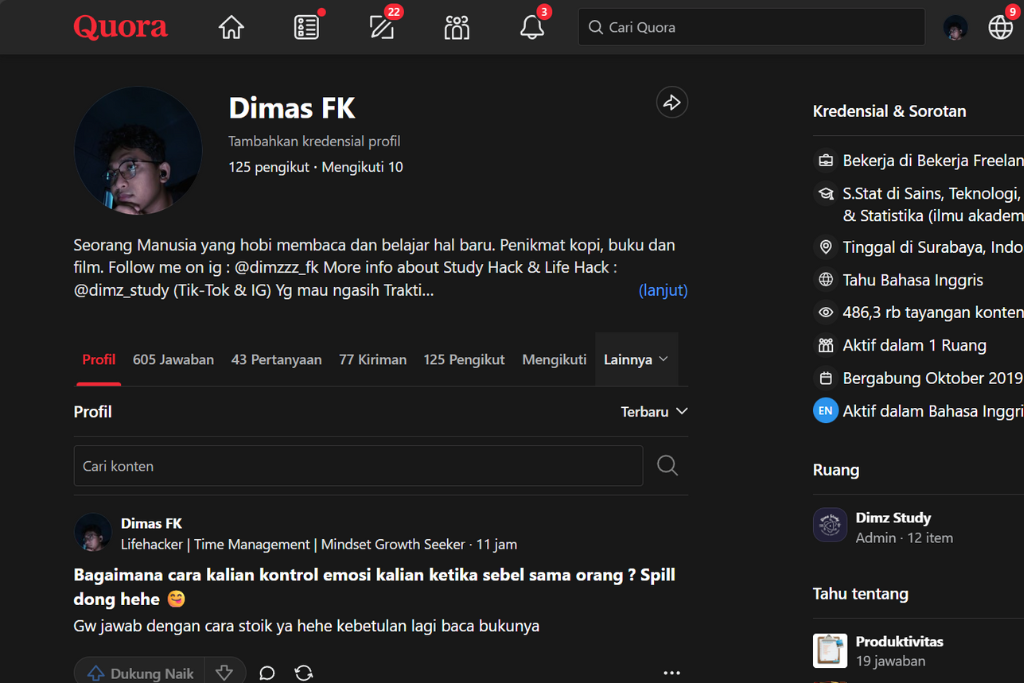 Quora
22
3
Cari Quora
9
Dimas FK
Tambahkan kredensial profil
125 pengikut · Mengikuti 10
Seorang Manusia yang hobi membaca dan belajar hal baru. Penikmat kopi, buku dan
film. Follow me on ig : @dimzzz_fk More info about Study Hack & Life Hack :
@dimz_study (Tik-Tok & IG) Yg mau ngasih Trakti...
(lanjut)
Profil
605 Jawaban
43 Pertanyaan
77 Kiriman
125 Pengikut
Mengikuti
Lainnya
Profil
Terbaru
Cari konten
Dimas FK
Lifehacker | Time Management | Mindset Growth Seeker · 11 jam
Bagaimana cara kalian kontrol emosi kalian ketika sebel sama orang ? Spill
dong hehe 😋
Gw jawab dengan cara stoik ya hehe kebetulan lagi baca bukunya
Dukung Naik
Kredensial & Sorotan
Bekerja di Bekerja Freelan
S.Stat di Sains, Teknologi,
& Statistika (ilmu akadem
Tinggal di Surabaya, Indo
Tahu Bahasa Inggris
486,3 rb tayangan konten
Aktif dalam 1 Ruang
Bergabung Oktober 2019
EN
Aktif dalam Bahasa Inggri
Ruang
Dimz Study
Admin · 12 item
Tahu tentang
Produktivitas
19 jawaban